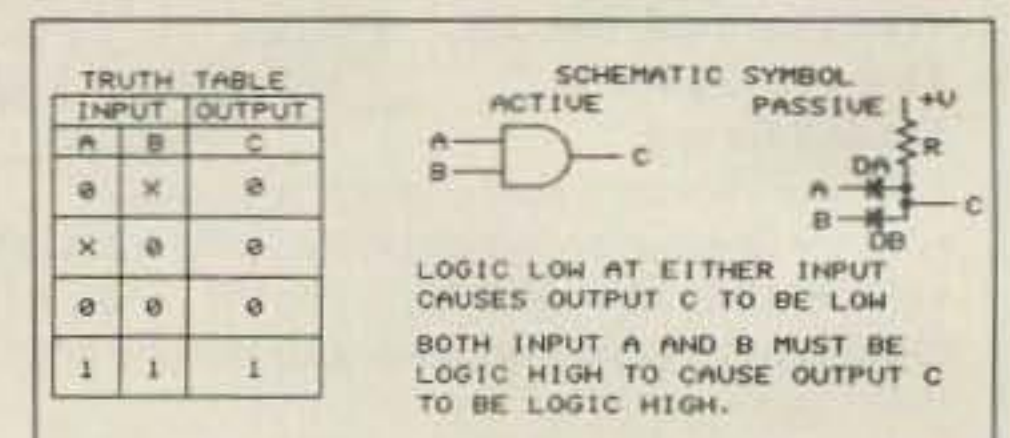 TRUTH TABLE
INPUT OUTPUT
A B C
0 X 0
X 0 0
0 0 0
1 1 1
SCHEMATIC SYMBOL
ACTIVE PASSIVE
+V
R
A
B
C
DA
A
B
C
DB
LOGIC LOW AT EITHER INPUT
CAUSES OUTPUT C TO BE LOW
BOTH INPUT A AND B MUST BE
LOGIC HIGH TO CAUSE OUTPUT C
TO BE LOGIC HIGH.